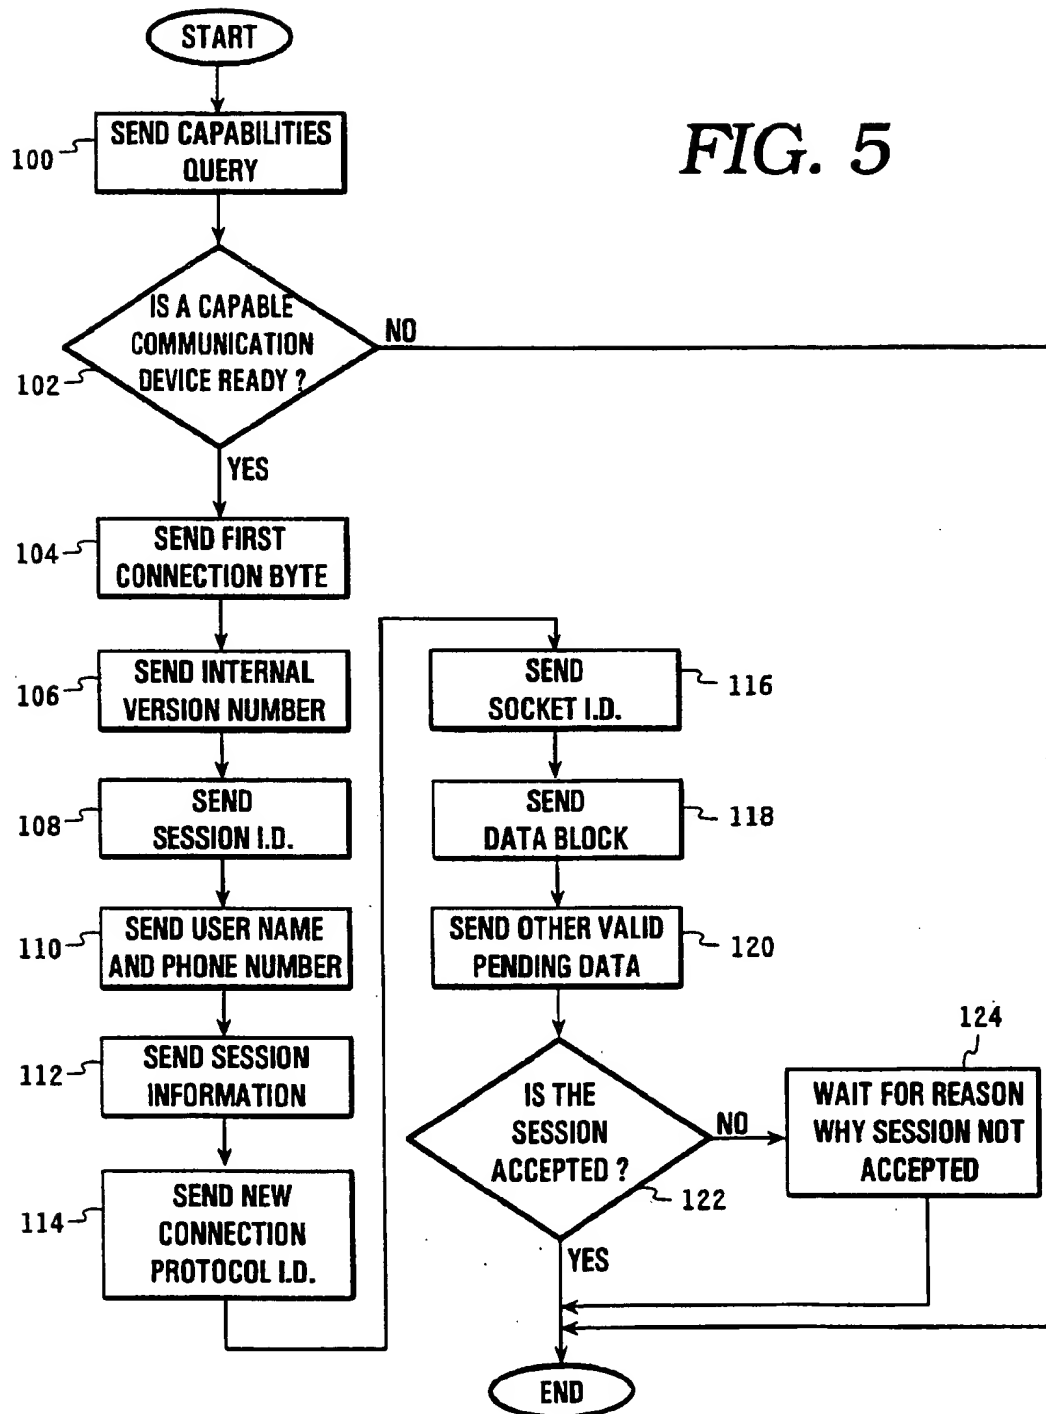 START
FIG. 5
100
SEND CAPABILITIES
QUERY
102
IS A CAPABLE
COMMUNICATION
DEVICE READY ?
NO
YES
104
SEND FIRST
CONNECTION BYTE
106
SEND INTERNAL
VERSION NUMBER
108
SEND
SESSION I.D.
110
SEND USER NAME
AND PHONE NUMBER
112
SEND SESSION
INFORMATION
114
SEND NEW
CONNECTION
PROTOCOL I.D.
SEND
SOCKET I.D.
116
SEND
DATA BLOCK
118
SEND OTHER VALID
PENDING DATA
120
IS THE
SESSION
ACCEPTED ?
122
NO
YES
124
WAIT FOR REASON
WHY SESSION NOT
ACCEPTED
END